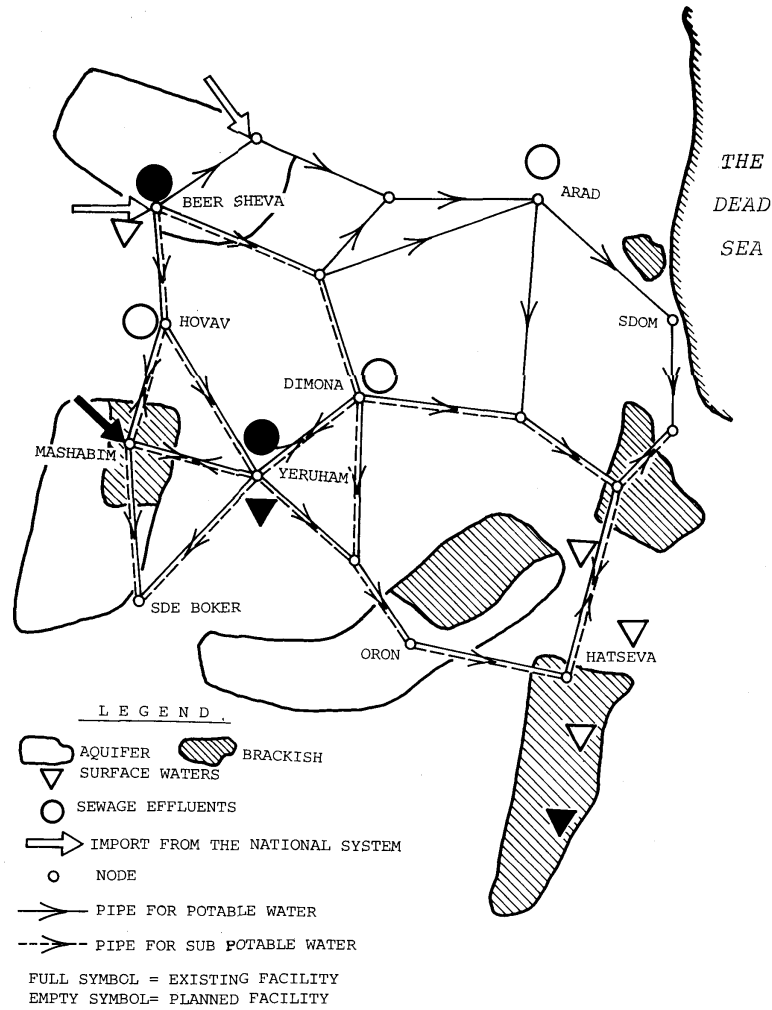 THE
DEAD
SEA
ARAD
BEER SHEVA
SDOM
HOVAV
DIMONA
MASHABIM
YERUHAM
SDE BOKER
ORON
HATSEVA
LEGEND
AQUIFER
BRACKISH
SURFACE WATERS
SEWAGE EFFLUENTS
IMPORT FROM THE NATIONAL SYSTEM
NODE
PIPE FOR POTABLE WATER
PIPE FOR SUB POTABLE WATER
FULL SYMBOL = EXISTING FACILITY
EMPTY SYMBOL= PLANNED FACILITY